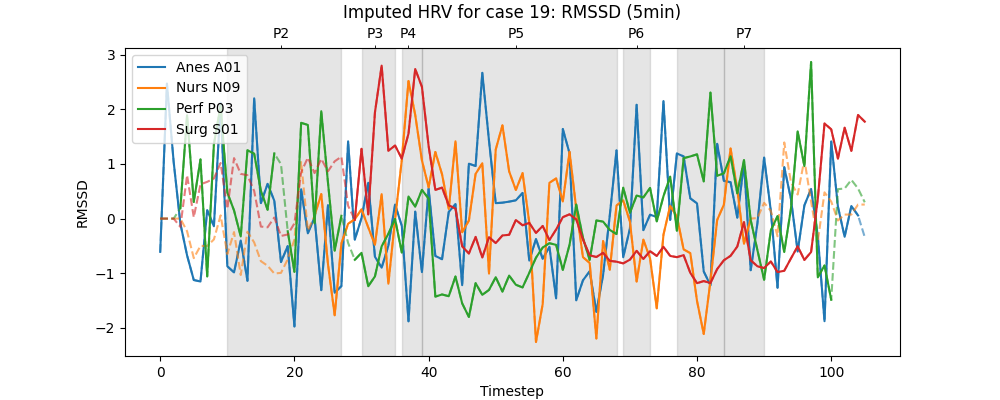 Imputed HRV for case 19: RMSSD (5min)
P2 P3 P4 P5 P6 P7
Anes A01
Nurs N09
Perf P03
Surg S01
RMSSD
3
2
1
0
−1
−2
0 20 40 60 80 100
Timestep